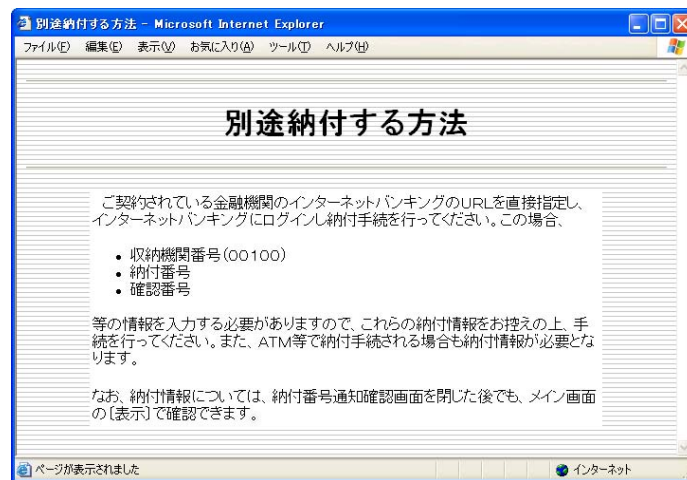 別途納付する方法 - Microsoft Internet Explorer
ファイル(F) 編集(E) 表示(V) お気に入り(A) ツール(T) ヘルプ(H)
別途納付する方法
ご契約されている金融機関のインターネットバンキングのURLを直接指定し、
インターネットバンキングにログインし納付手続を行ってください。この場合、
• 収納機関番号(00100)
• 納付番号
• 確認番号
等の情報を入力する必要がありますので、これらの納付情報をお控えの上、手
続を行ってください。また、ATM等で納付手続される場合も納付情報が必要とな
ります。
なお、納付情報については、納付番号通知確認画面を閉じた後でも、メイン画面
の[表示]で確認できます。
ページが表示されました
インターネット